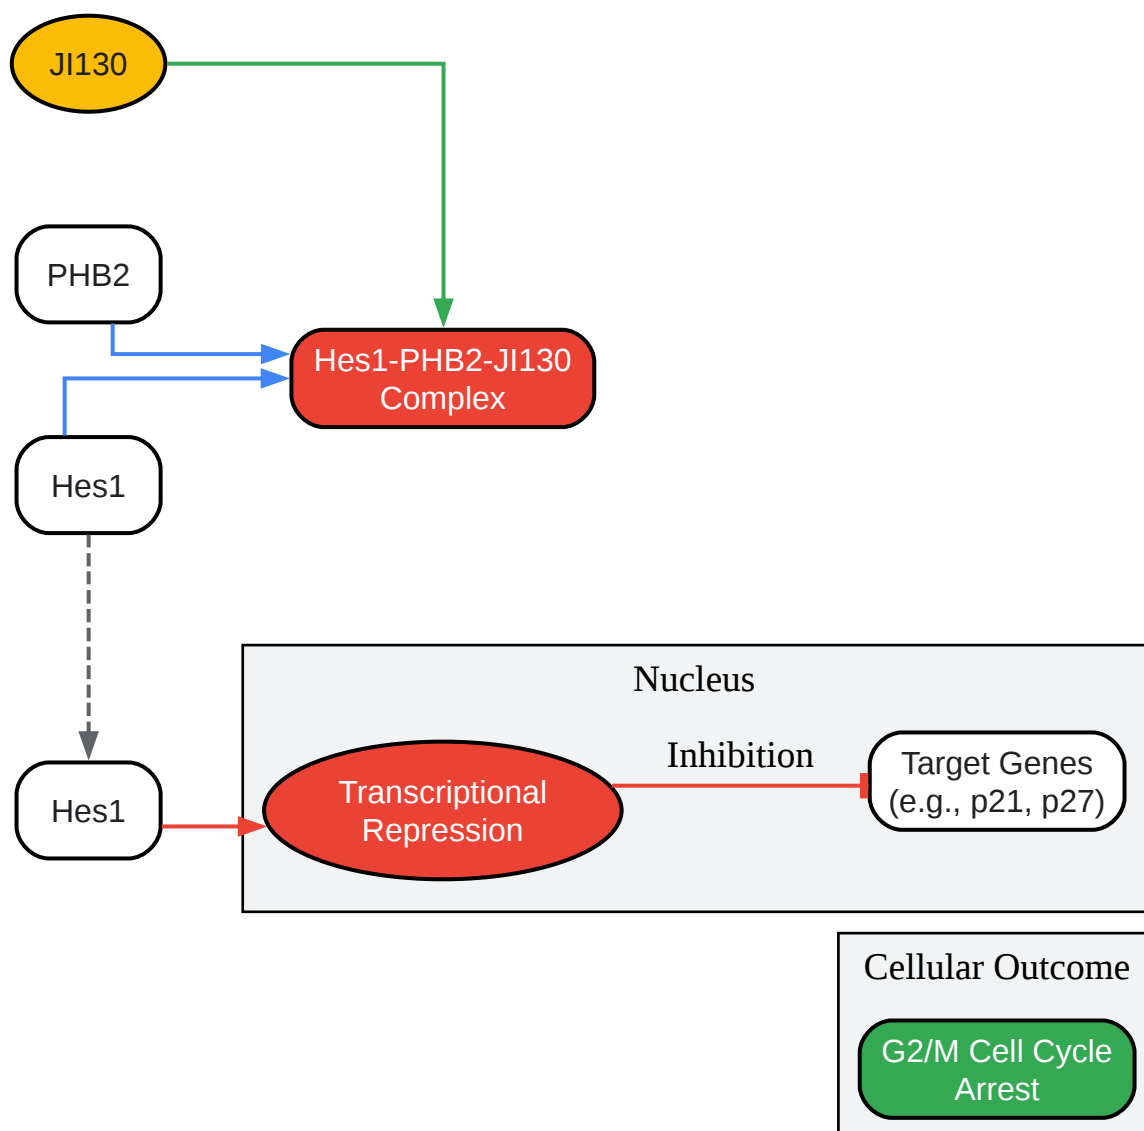 JI130
PHB2
Hes1-PHB2-JI130
Complex
Hes1
Nucleus
Inhibition
Target Genes
(e.g., p21, p27)
Transcriptional
Repression
Hes1
Cellular Outcome
G2/M Cell Cycle
Arrest